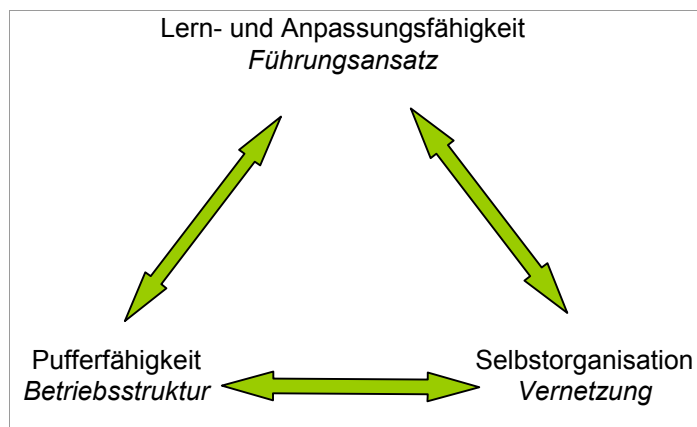 Lern- und Anpassungsfähigkeit
Führungsansatz
Pufferfähigkeit
Betriebsstruktur
Selbstorganisation
Vernetzung